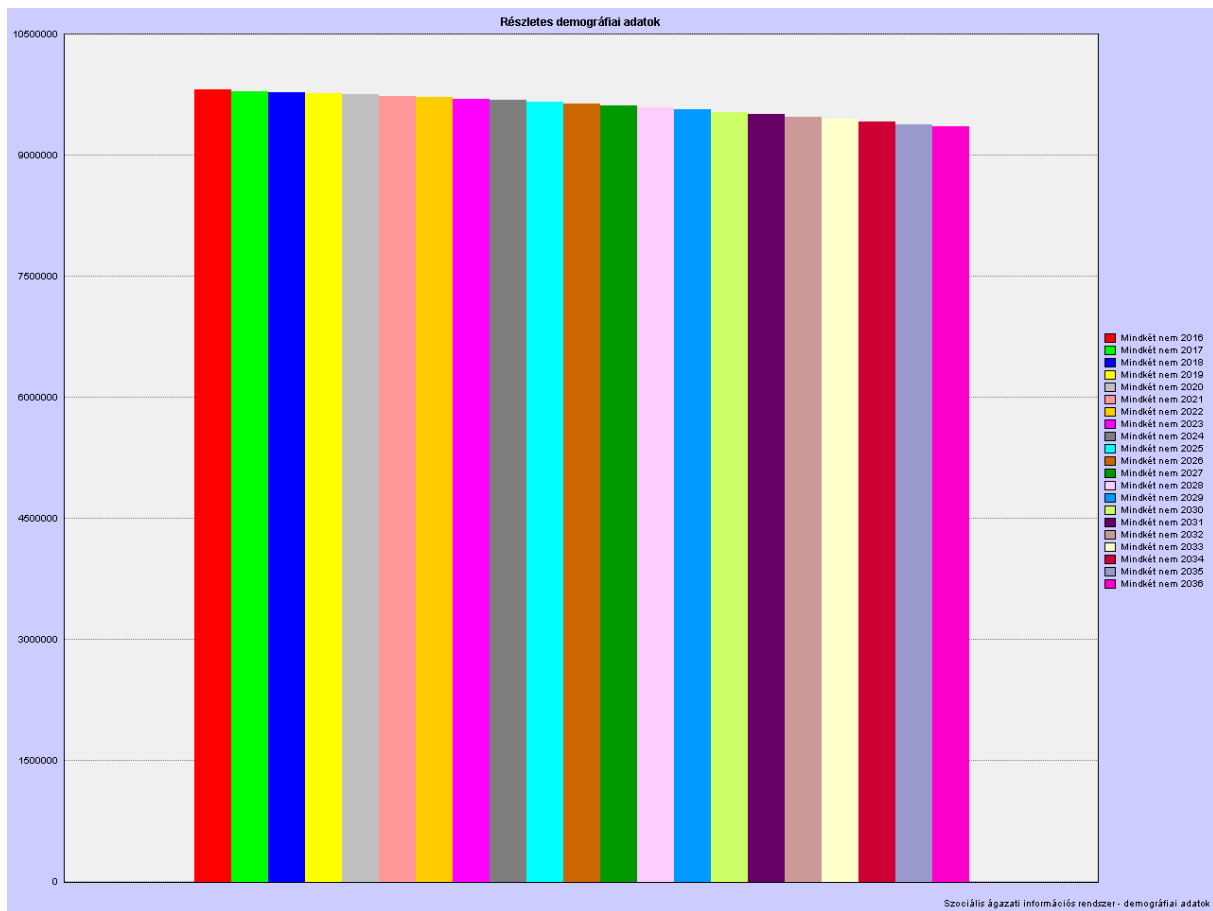 Részletes demográfiai adatok
10500000
9000000
7500000
6000000
4500000
3000000
1500000
0
Mindkét nem 2016
Mindkét nem 2017
Mindkét nem 2018
Mindkét nem 2019
Mindkét nem 2020
Mindkét nem 2021
Mindkét nem 2022
Mindkét nem 2023
Mindkét nem 2024
Mindkét nem 2025
Mindkét nem 2026
Mindkét nem 2027
Mindkét nem 2028
Mindkét nem 2029
Mindkét nem 2030
Mindkét nem 2031
Mindkét nem 2032
Mindkét nem 2033
Mindkét nem 2034
Mindkét nem 2035
Mindkét nem 2036
Szociális ágazati információs rendszer - demográfiai adatok